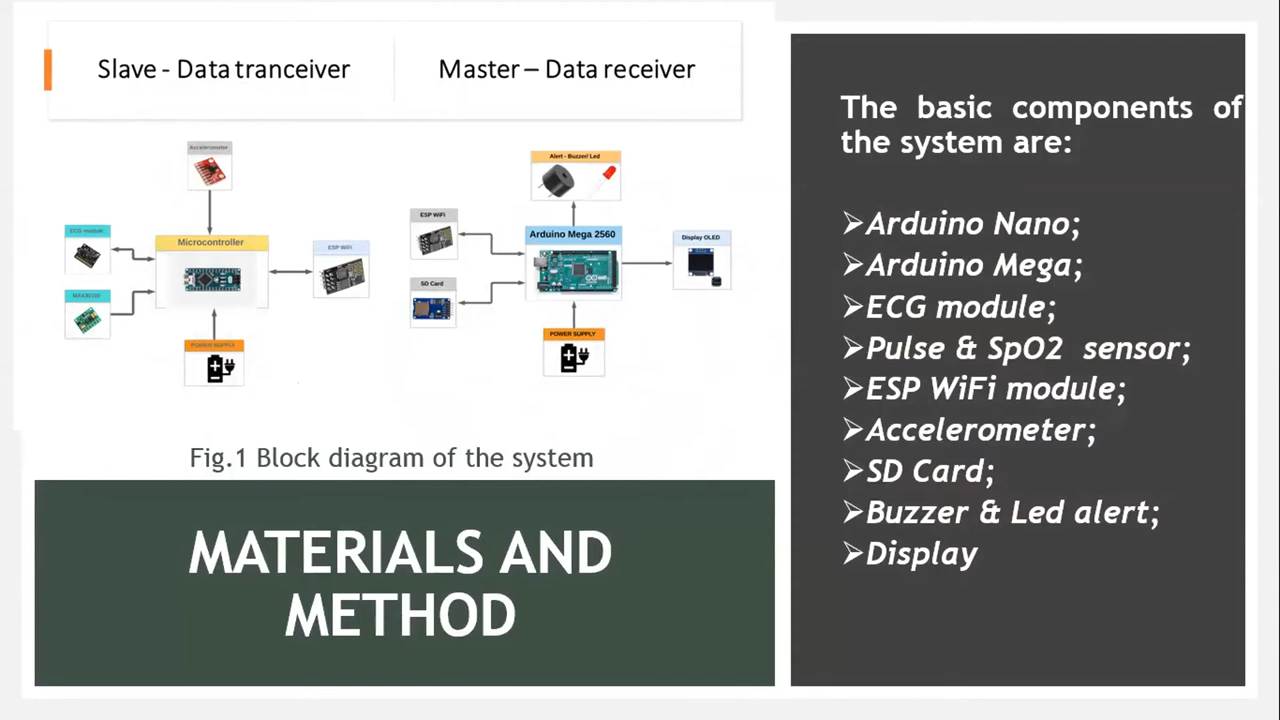 Slave - Data tranceiver
Master – Data receiver
Accelerometer
ECG module
Microcontroller
ESP WiFi
MAX30100
POWER SUPPLY
Alert - Buzzer/ Led
ESP WiFi
Arduino Mega 2560
Display OLED
SD Card
POWER SUPPLY
Fig.1 Block diagram of the system
MATERIALS AND
METHOD
The basic components of
the system are:
➢Arduino Nano;
➢Arduino Mega;
➢ECG module;
➢Pulse & SpO2 sensor;
➢ESP WiFi module;
➢Accelerometer;
➢SD Card;
➢Buzzer & Led alert;
➢Display